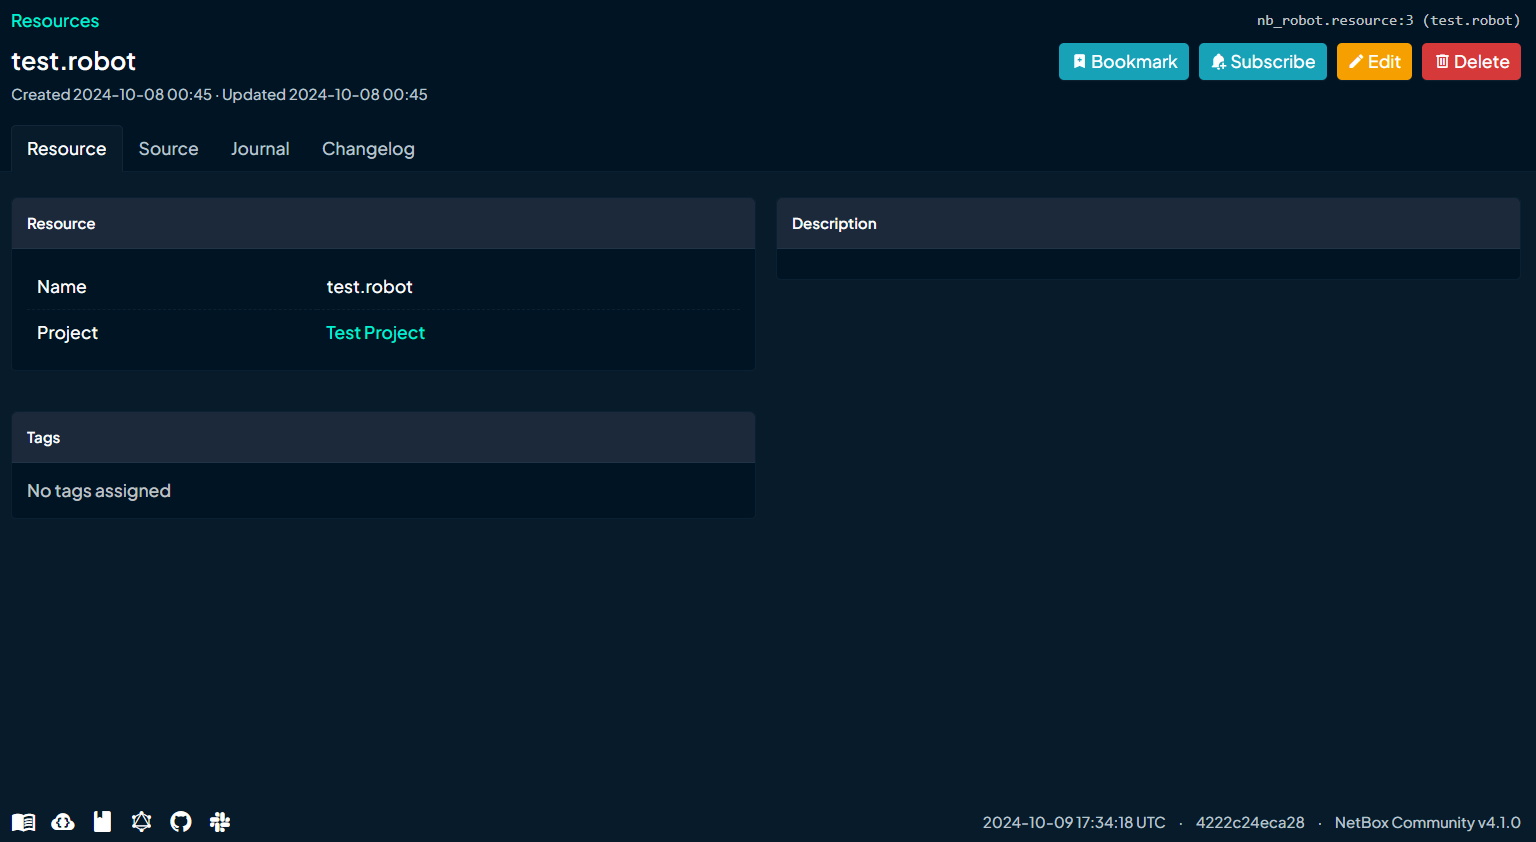 Resources
nb_robot.resource:3 (test.robot)
test.robot
Bookmark Subscribe Edit Delete
Created 2024-10-08 00:45 · Updated 2024-10-08 00:45
Resource Source Journal Changelog
Resource
Name test.robot
Project Test Project
Tags
No tags assigned
Description
2024-10-09 17:34:18 UTC · 4222c24eca28 · NetBox Community v4.1.0